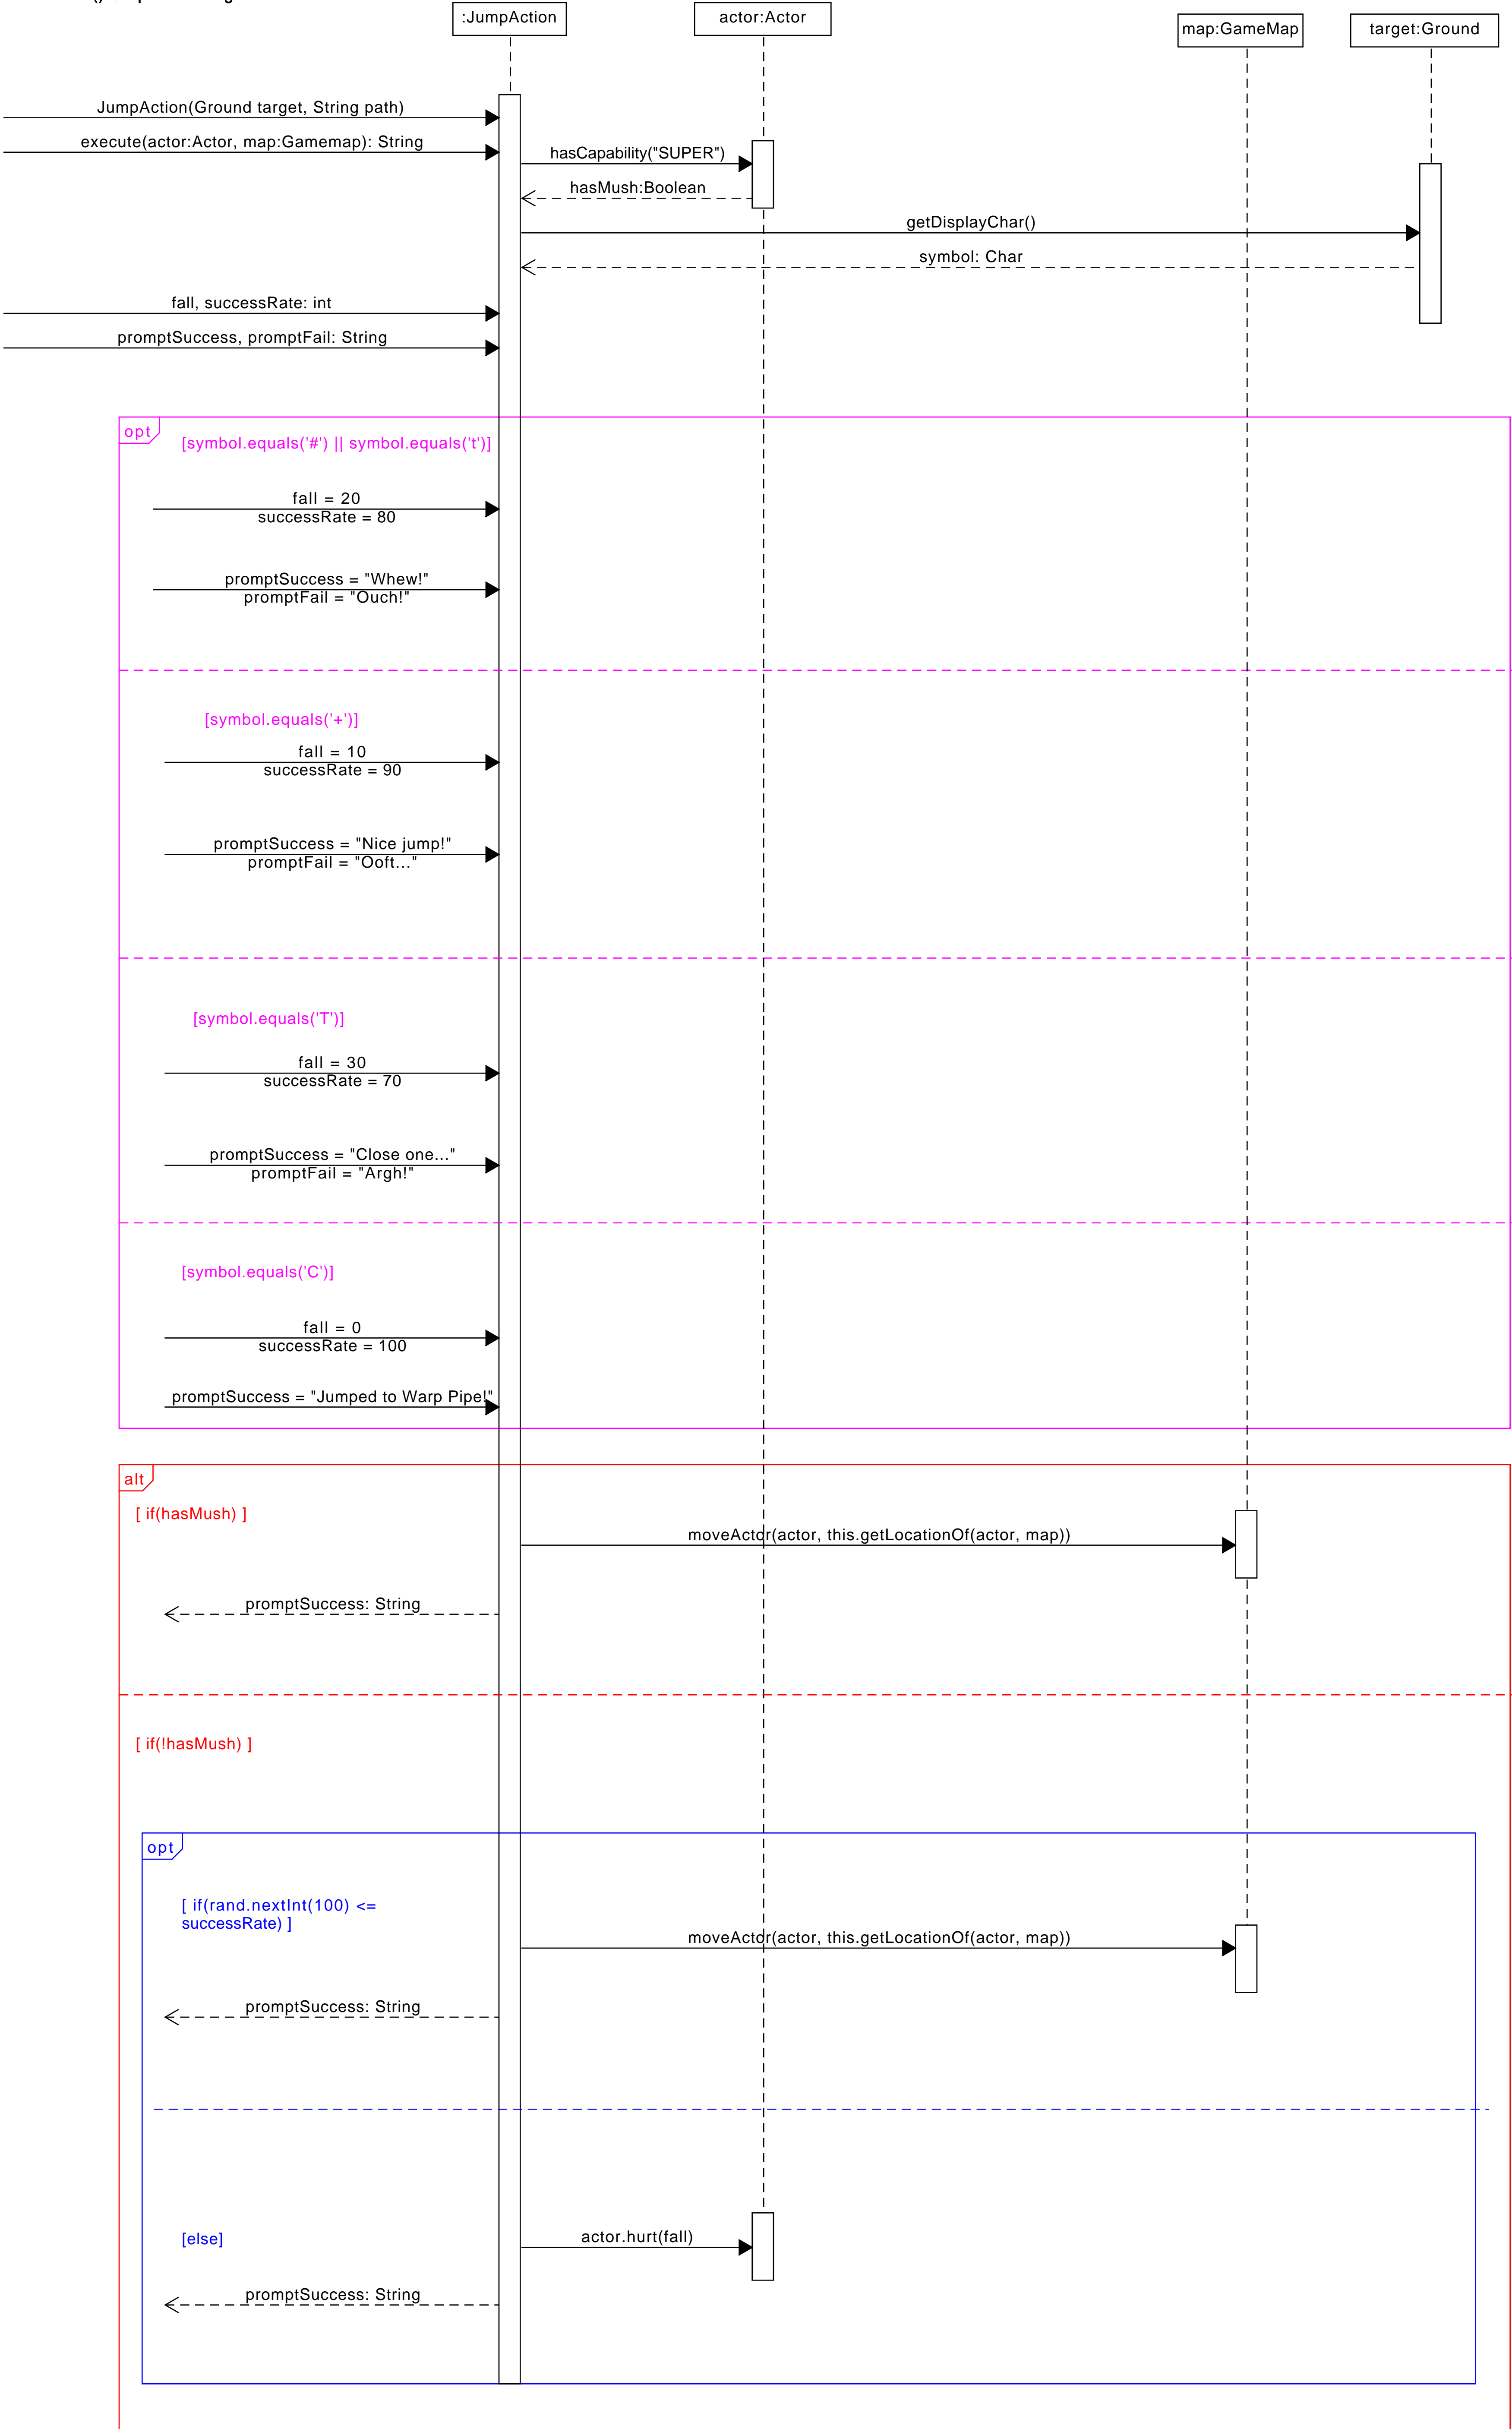 :JumpAction
actor:Actor
map:GameMap
target:Ground
JumpAction(Ground target, String path)
execute(actor:Actor, map:Gamemap): String
hasCapability("SUPER")
hasMush:Boolean
getDisplayChar()
symbol: Char
fall, successRate: int
promptSuccess, promptFail: String
opt
[symbol.equals('#') || symbol.equals('t')]
fall = 20
successRate = 80
promptSuccess = "Whew!"
promptFail = "Ouch!"
[symbol.equals('+')]
fall = 10
successRate = 90
promptSuccess = "Nice jump!"
promptFail = "Ooft..."
[symbol.equals('T')]
fall = 30
successRate = 70
promptSuccess = "Close one..."
promptFail = "Argh!"
[symbol.equals('C')]
fall = 0
successRate = 100
promptSuccess = "Jumped to Warp Pipe!"
alt
[ if(hasMush) ]
moveActor(actor, this.getLocationOf(actor, map))
promptSuccess: String
[ if(!hasMush) ]
opt
[ if(rand.nextInt(100) <=
successRate) ]
moveActor(actor, this.getLocationOf(actor, map))
promptSuccess: String
[else]
actor.hurt(fall)
promptSuccess: String